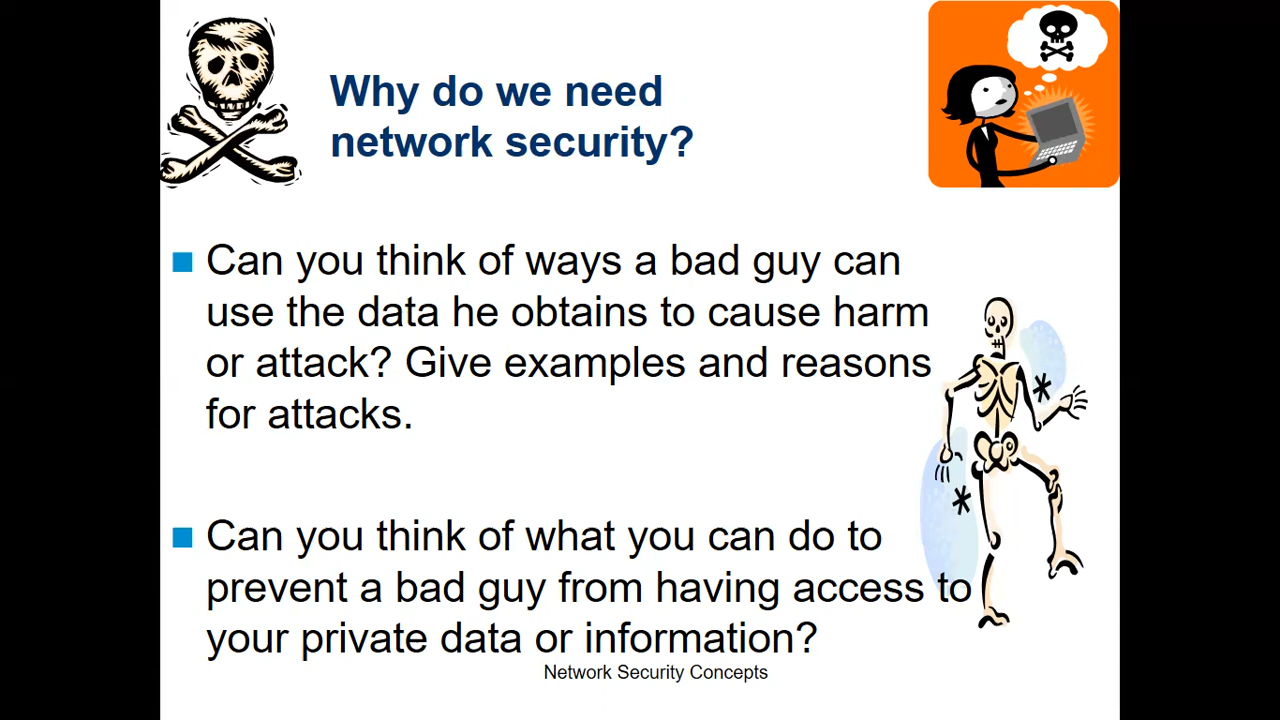 Why do we need
network security?
Can you think of ways a bad guy can
use the data he obtains to cause harm
or attack? Give examples and reasons
for attacks.
Can you think of what you can do to
prevent a bad guy from having access to
your private data or information?
Network Security Concepts